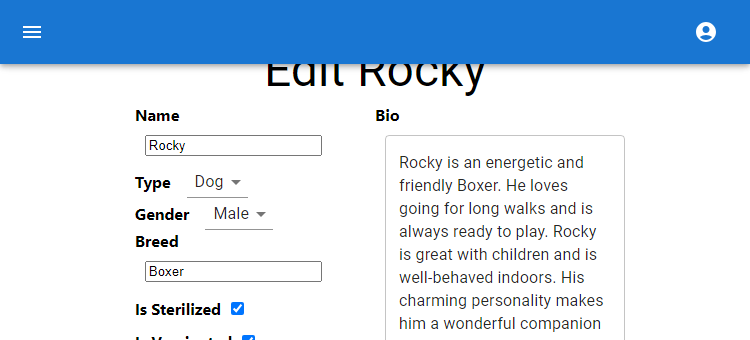 Edit Rocky
Name
Rocky
Type Dog
Gender Male
Breed
Boxer
Is Sterilized
Is Vaccinated
Bio
Rocky is an energetic and
friendly Boxer. He loves
going for long walks and is
always ready to play. Rocky
is great with children and is
well-behaved indoors. His
charming personality makes
him a wonderful companion